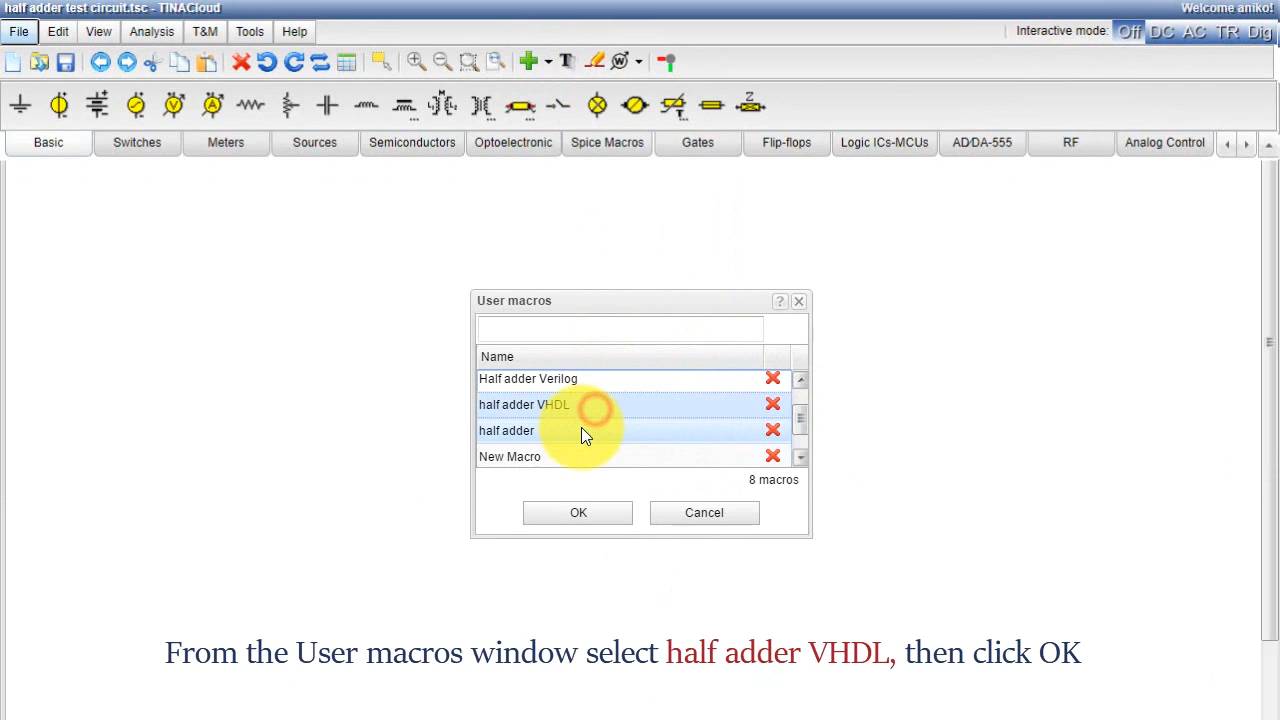 half adder test circuit.tsc - TINACloud
Welcome aniko!
File Edit View Analysis T&M Tools Help
Interactive mode: Off DC AC TR Dig
Basic Switches Meters Sources Semiconductors Optoelectronic Spice Macros Gates Flip-flops Logic ICs-MCUs AD/DA-555 RF Analog Control
User macros
Name
Half adder Verilog
half adder VHDL
half adder
New Macro
8 macros
OK Cancel
From the User macros window select half adder VHDL, then click OK